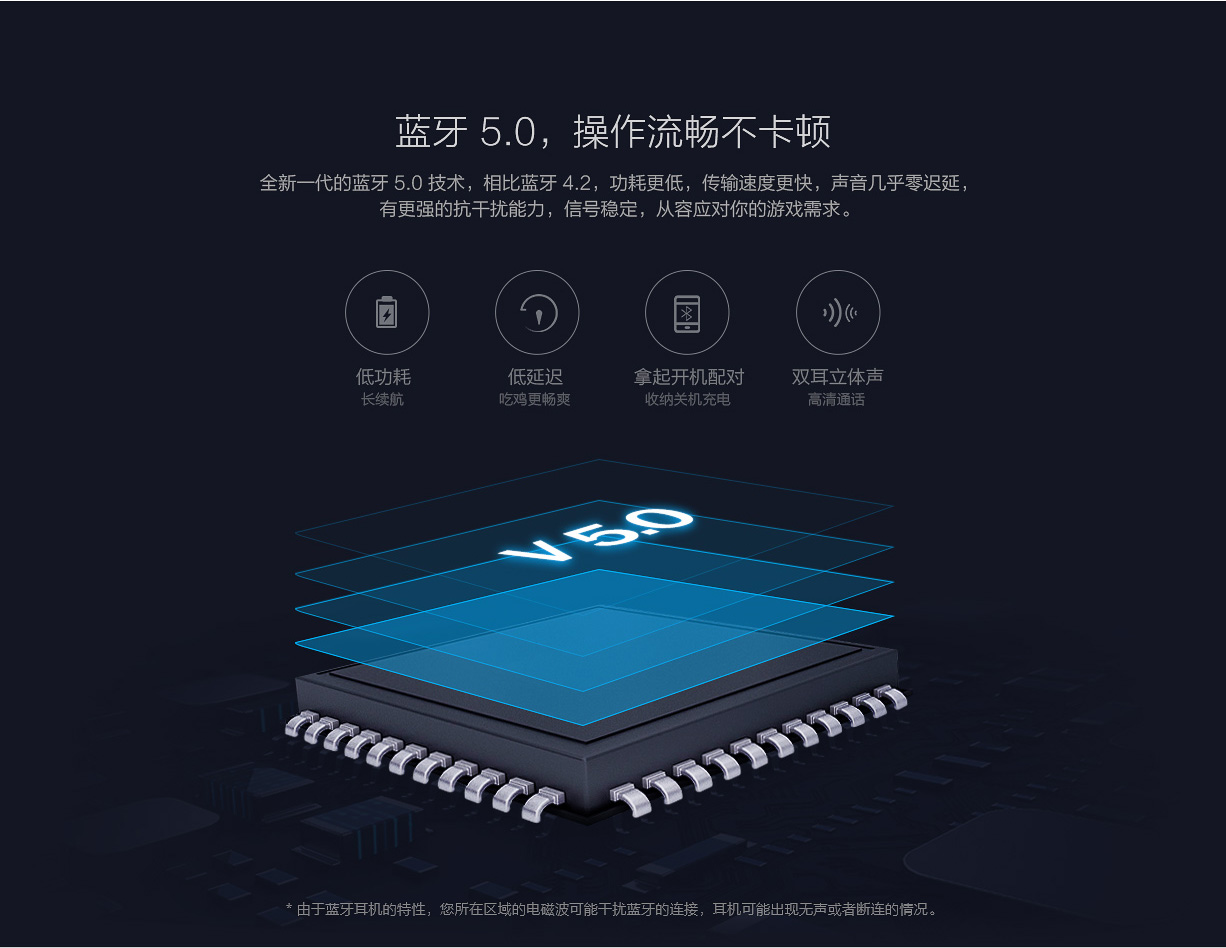 蓝牙 5.0，操作流畅不卡顿
全新一代的蓝牙 5.0 技术，相比蓝牙 4.2，功耗更低，传输速度更快，声音几乎零迟延，
有更强的抗干扰能力，信号稳定，从容应对你的游戏需求。
低功耗
长续航
低延迟
吃鸡更畅爽
拿起开机配对
收纳关机充电
双耳立体声
高清通话
V 5.0
* 由于蓝牙耳机的特性，您所在区域的电磁波可能干扰蓝牙的连接，耳机可能出现无声或者断连的情况。